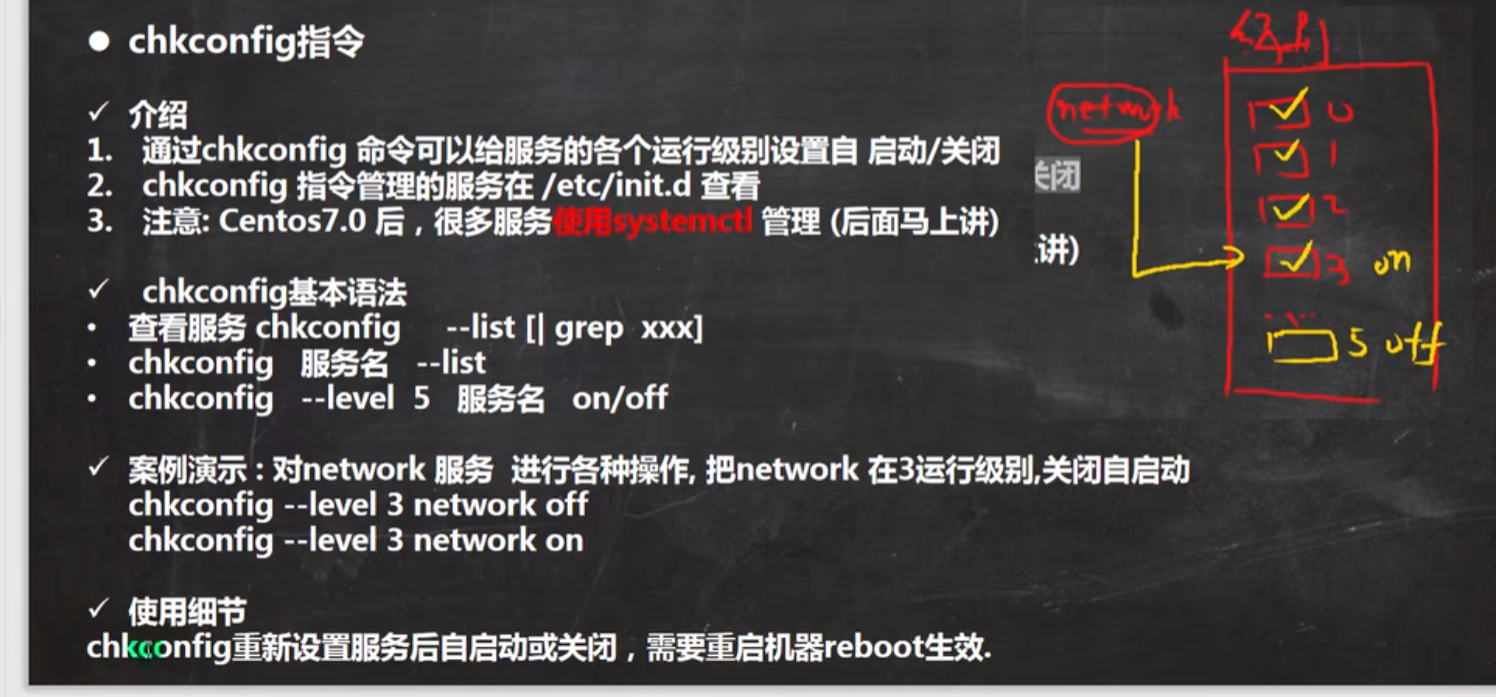 ● chkconfig指令
✓ 介绍
1. 通过chkconfig 命令可以给服务的各个运行级别设置自 启动/关闭
2. chkconfig 指令管理的服务在 /etc/init.d 查看
3. 注意: Centos7.0 后，很多服务使用systemctl 管理 (后面马上讲)
✓ chkconfig基本语法
• 查看服务 chkconfig --list [| grep xxx]
• chkconfig 服务名 --list
• chkconfig --level 5 服务名 on/off
✓ 案例演示 : 对network 服务 进行各种操作, 把network 在3运行级别,关闭自启动
chkconfig --level 3 network off
chkconfig --level 3 network on
✓ 使用细节
chkconfig重新设置服务后自启动或关闭，需要重启机器reboot生效.
关闭
讲)
级别
network
0
1
2
3 on
5 off